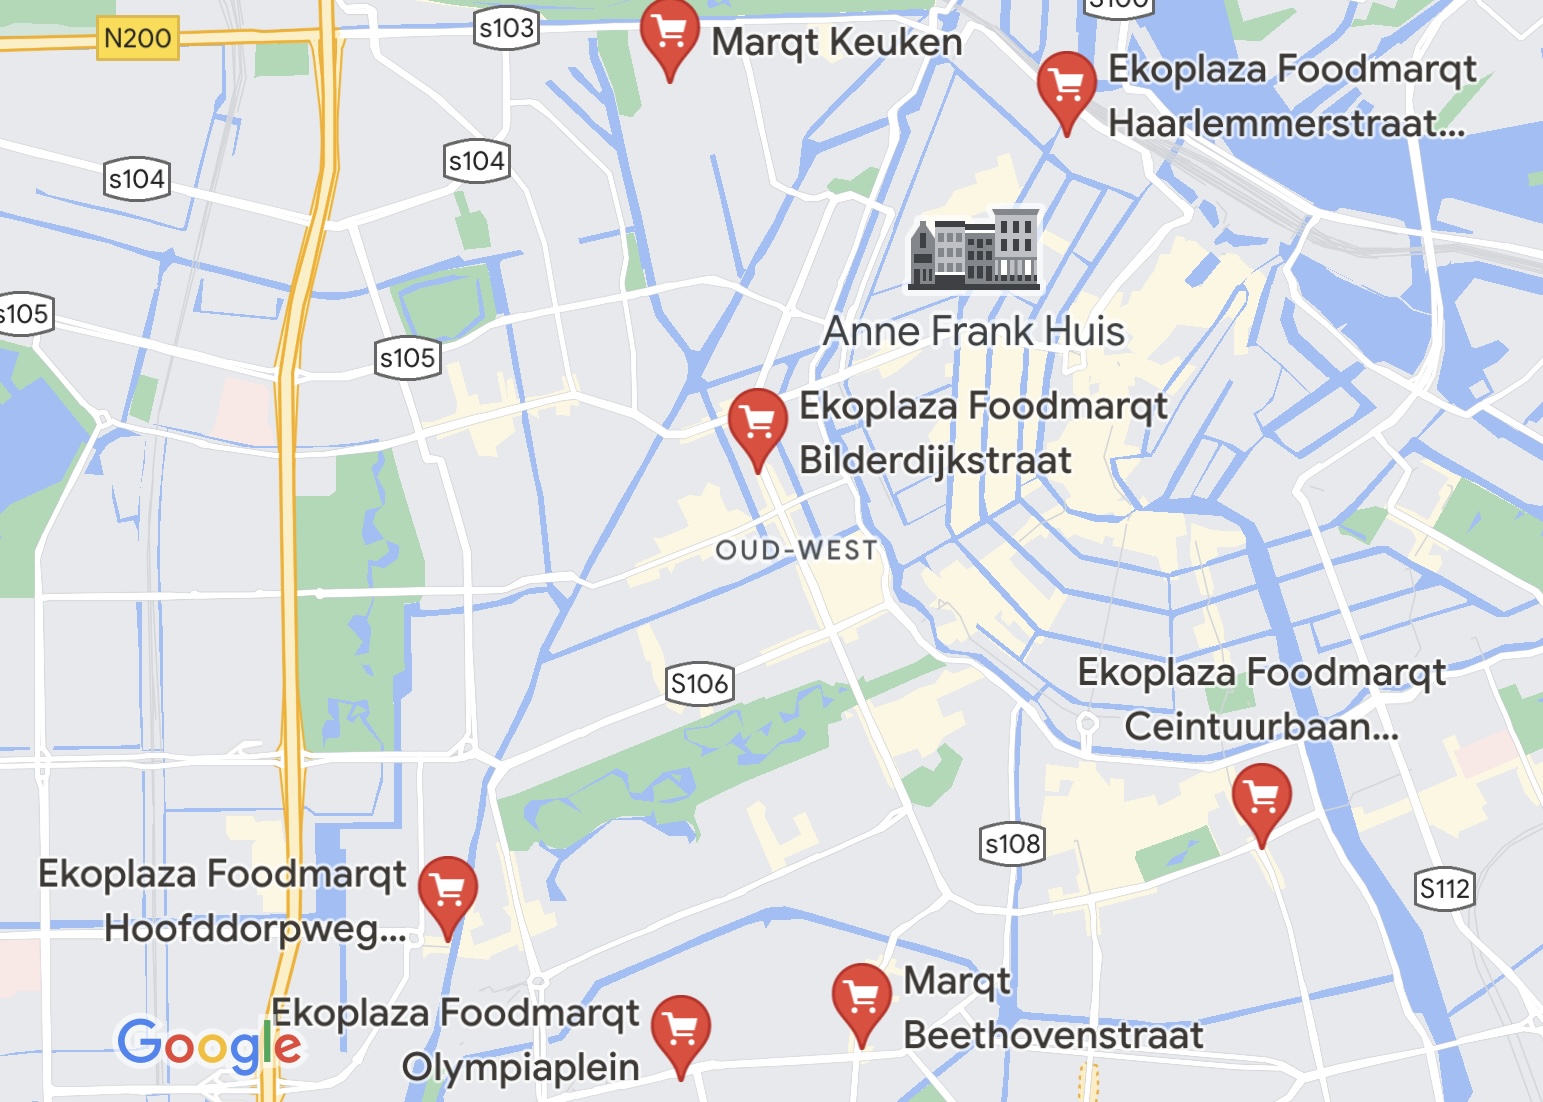 S100
s103
N200
Marqt Keuken
Ekoplaza Foodmarqt
Haarlemmerstraat...
s104
s104
s105
Anne Frank Huis
s105
Ekoplaza Foodmarqt
Bilderdijkstraat
OUD-WEST
S106
Ekoplaza Foodmarqt
Ceintuurbaan...
s108
Ekoplaza Foodmarqt
Hoofddorpweg...
S112
Marqt
Beethovenstraat
Ekoplaza Foodmarqt
Olympiaplein
Google